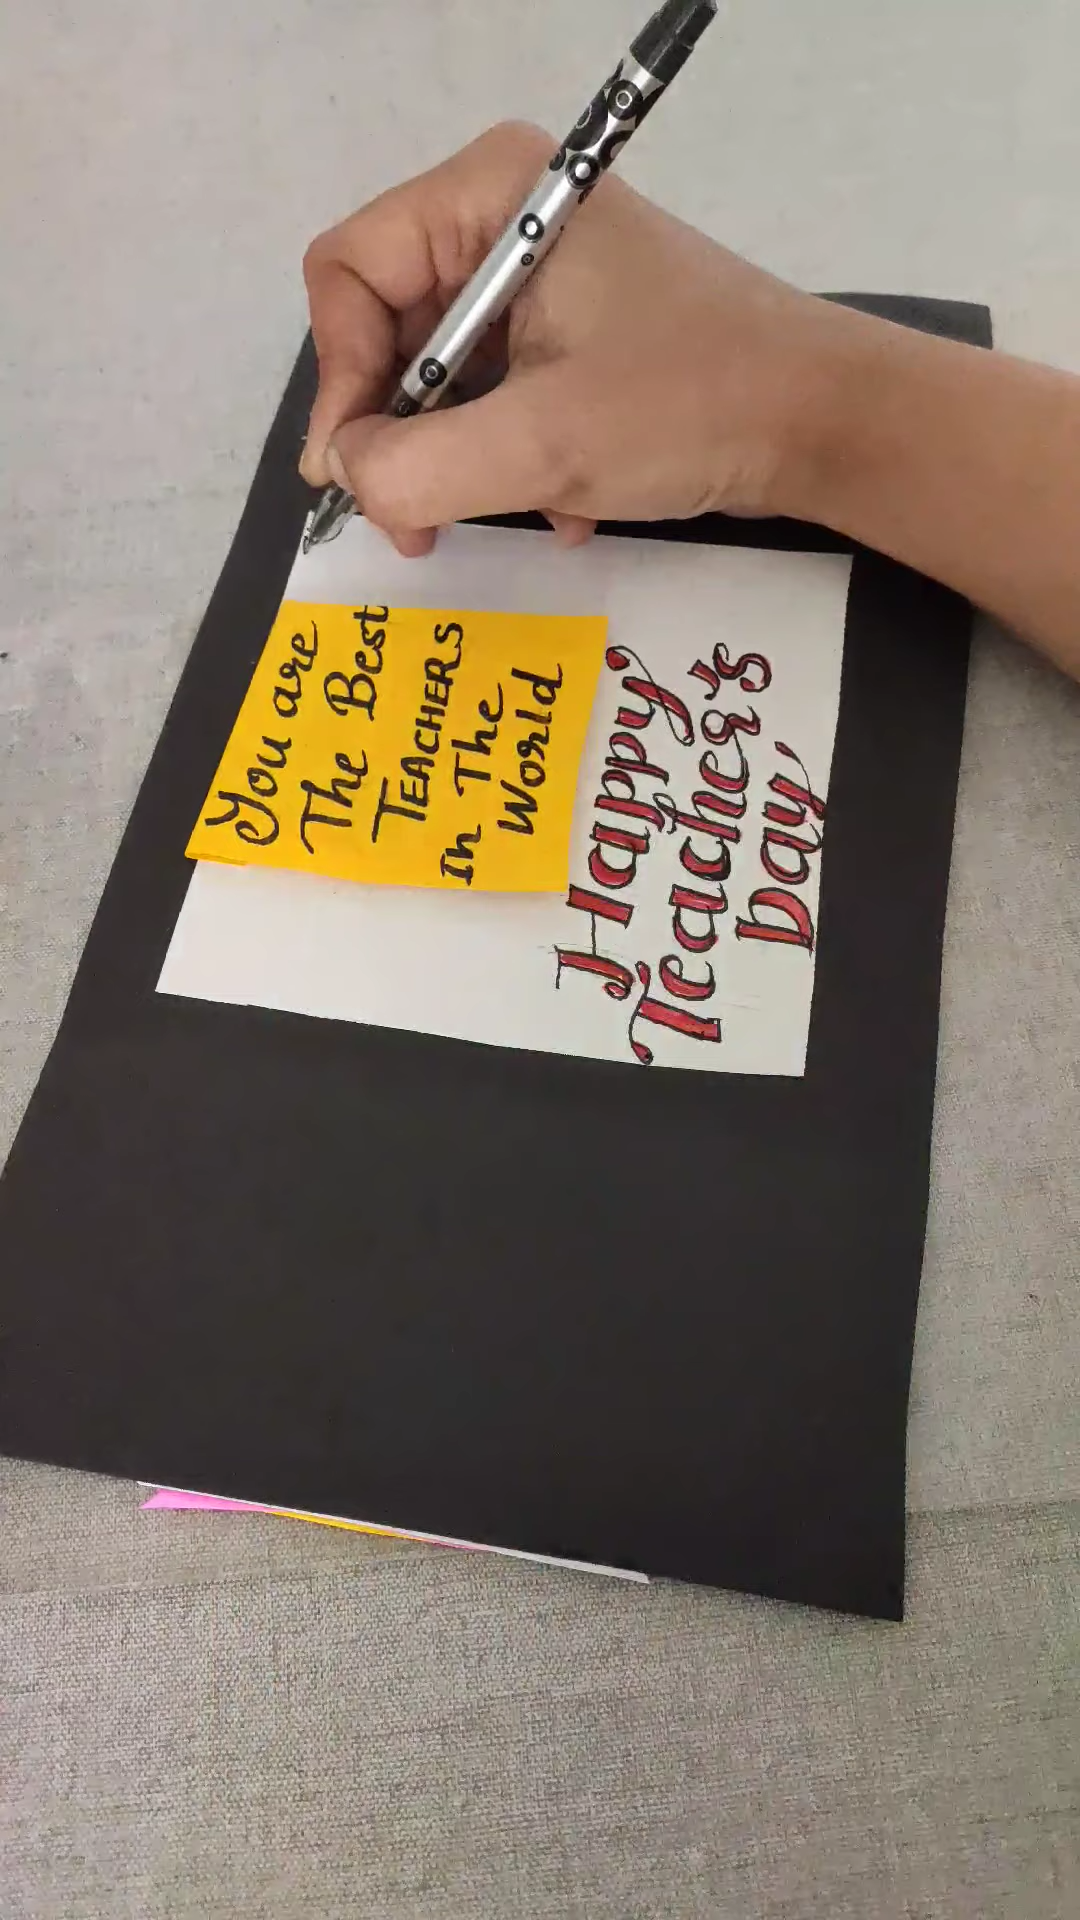 You are
The Best
TEACHERS
In The
World
Happy
Teacher's
Day,